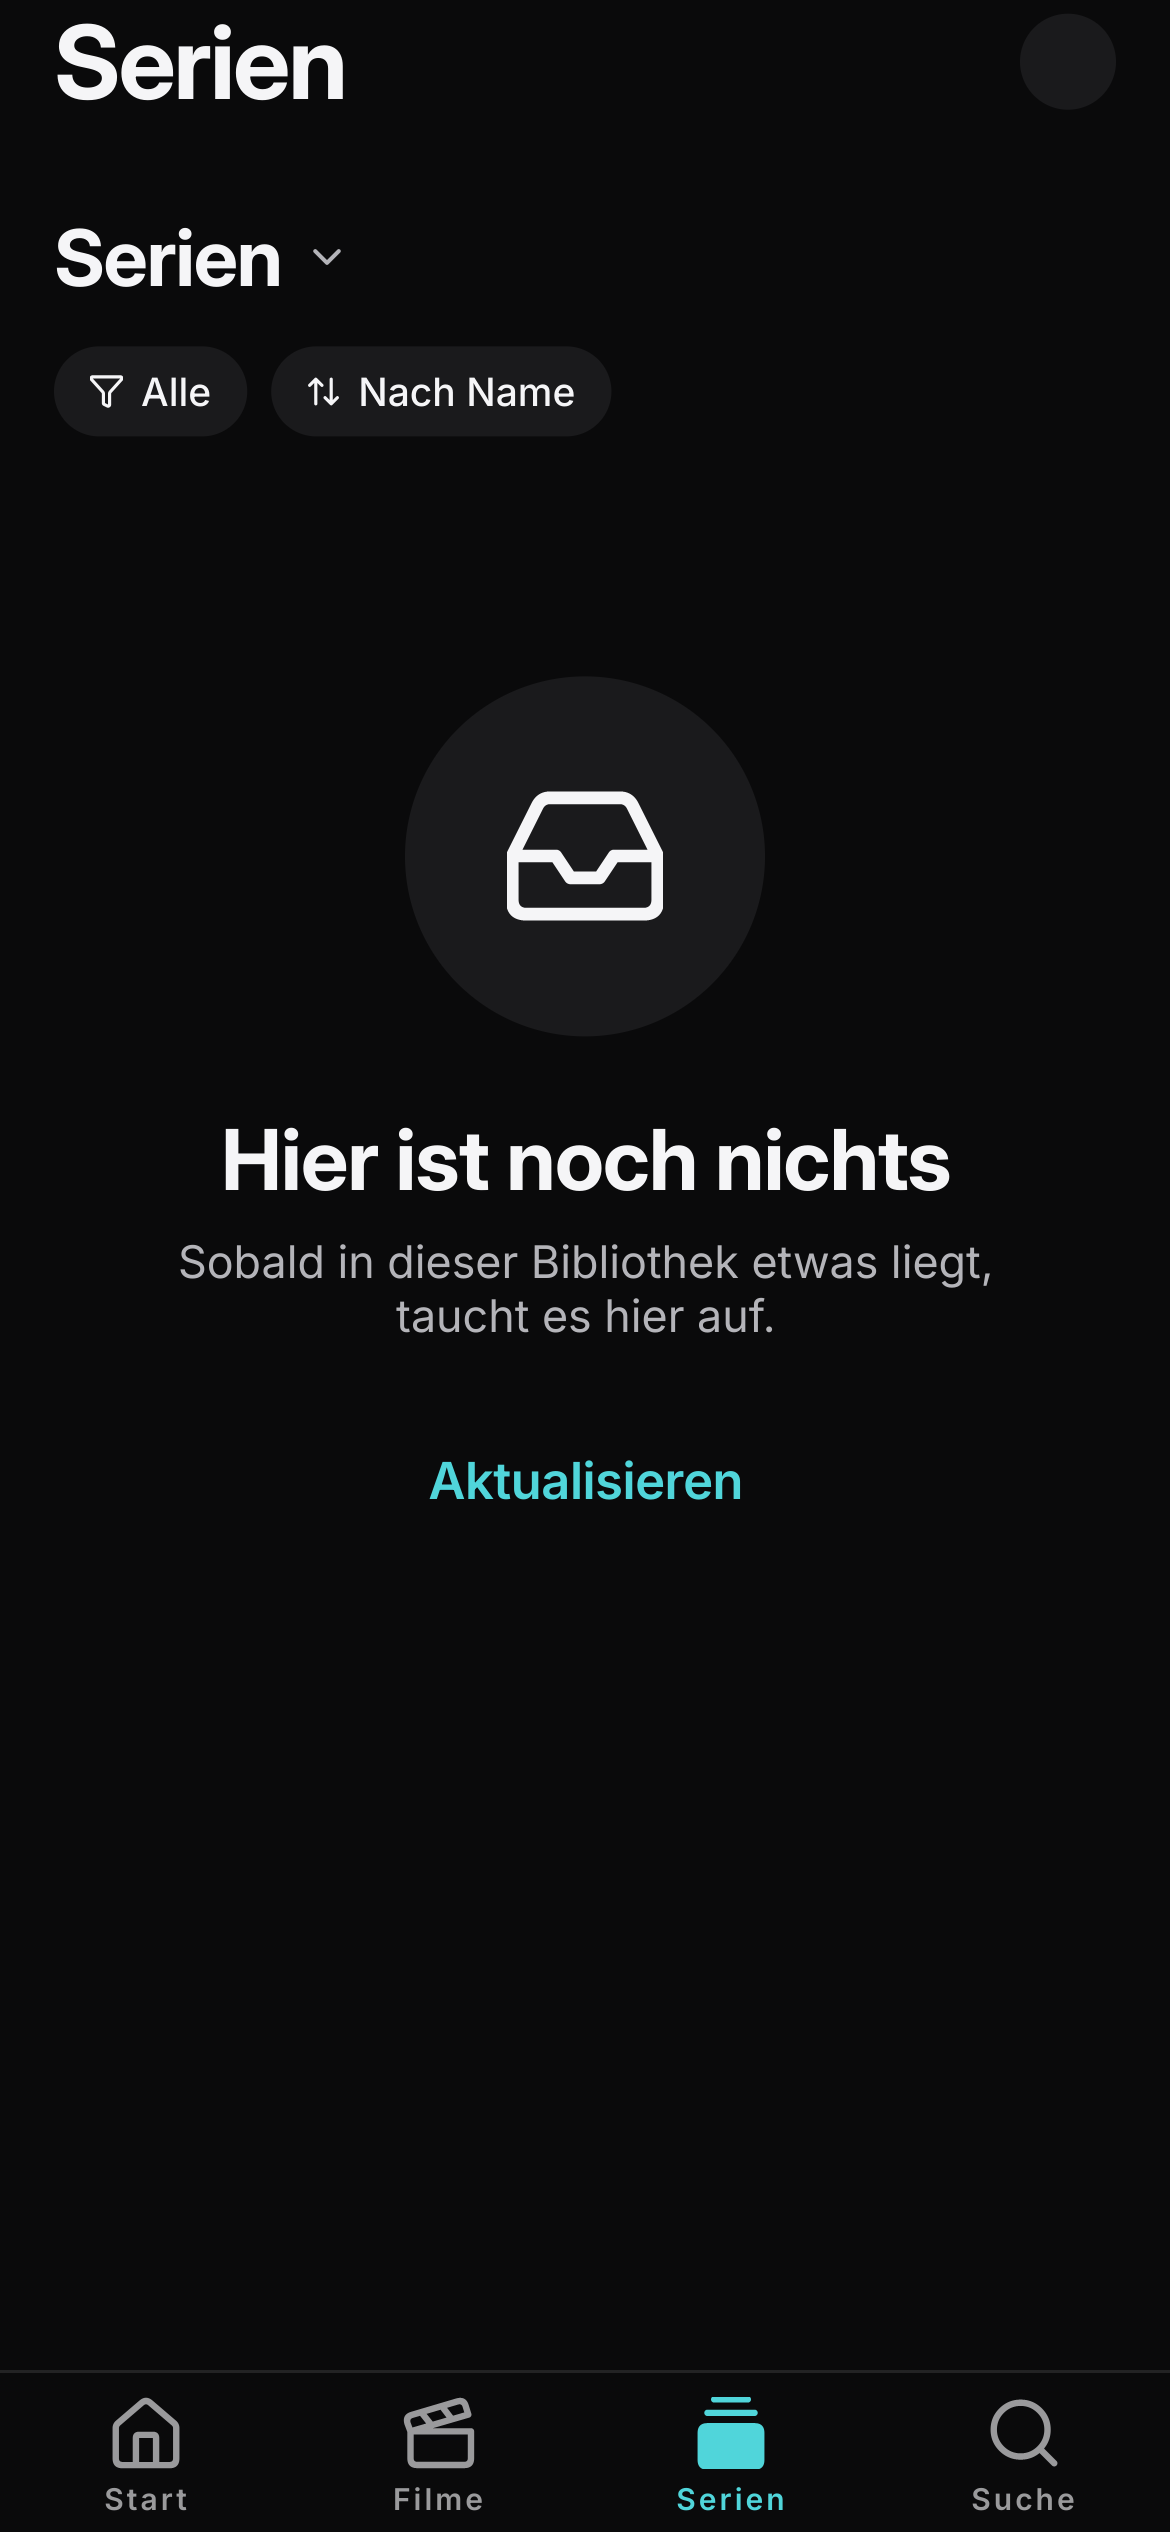 Serien
Serien
Alle
Nach Name
Hier ist noch nichts
Sobald in dieser Bibliothek etwas liegt,
taucht es hier auf.
Aktualisieren
Start
Filme
Serien
Suche